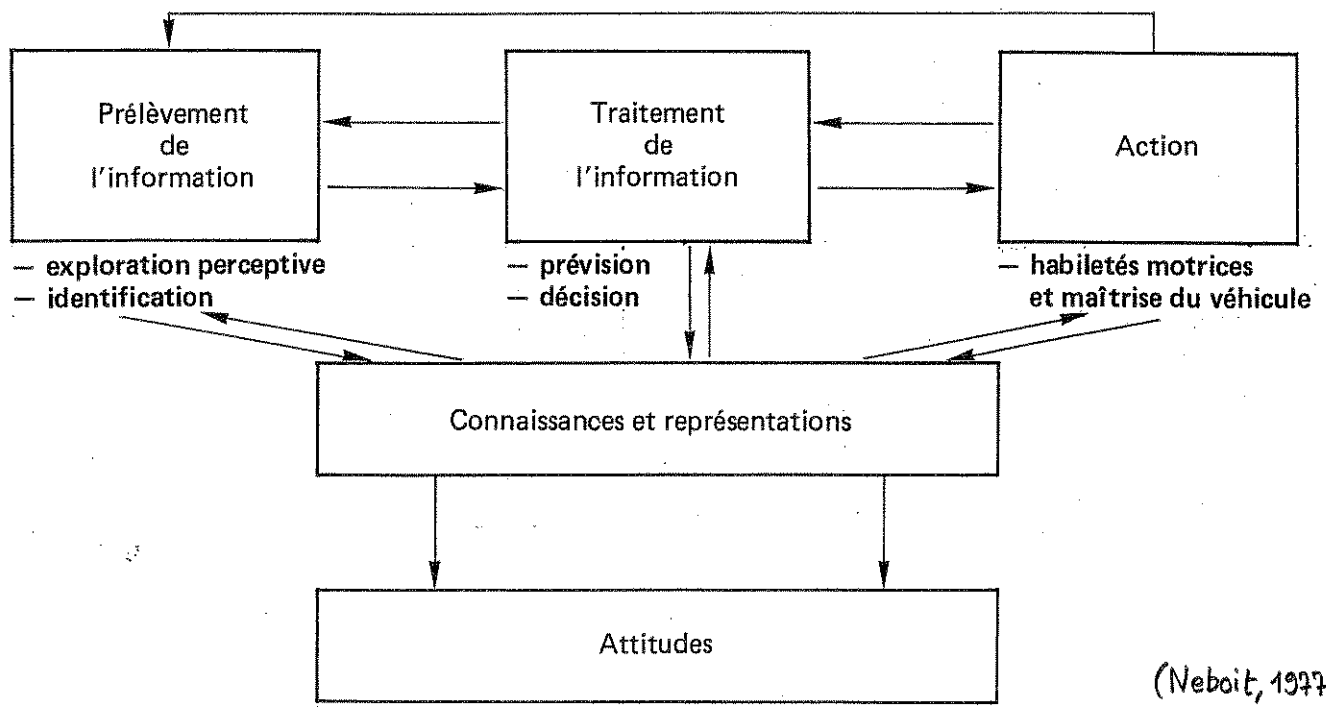 Prélèvement
de
l'information
Traitement
de
l'information
Action
– exploration perceptive
– identification
– prévision
– décision
– habiletés motrices
et maîtrise du véhicule
Connaissances et représentations
Attitudes
(Neboit, 1977